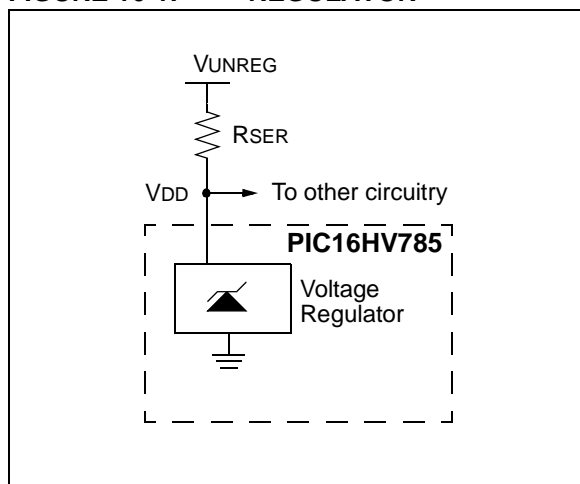 VUNREG
RSER
VDD
To other circuitry
PIC16HV785
Voltage
Regulator